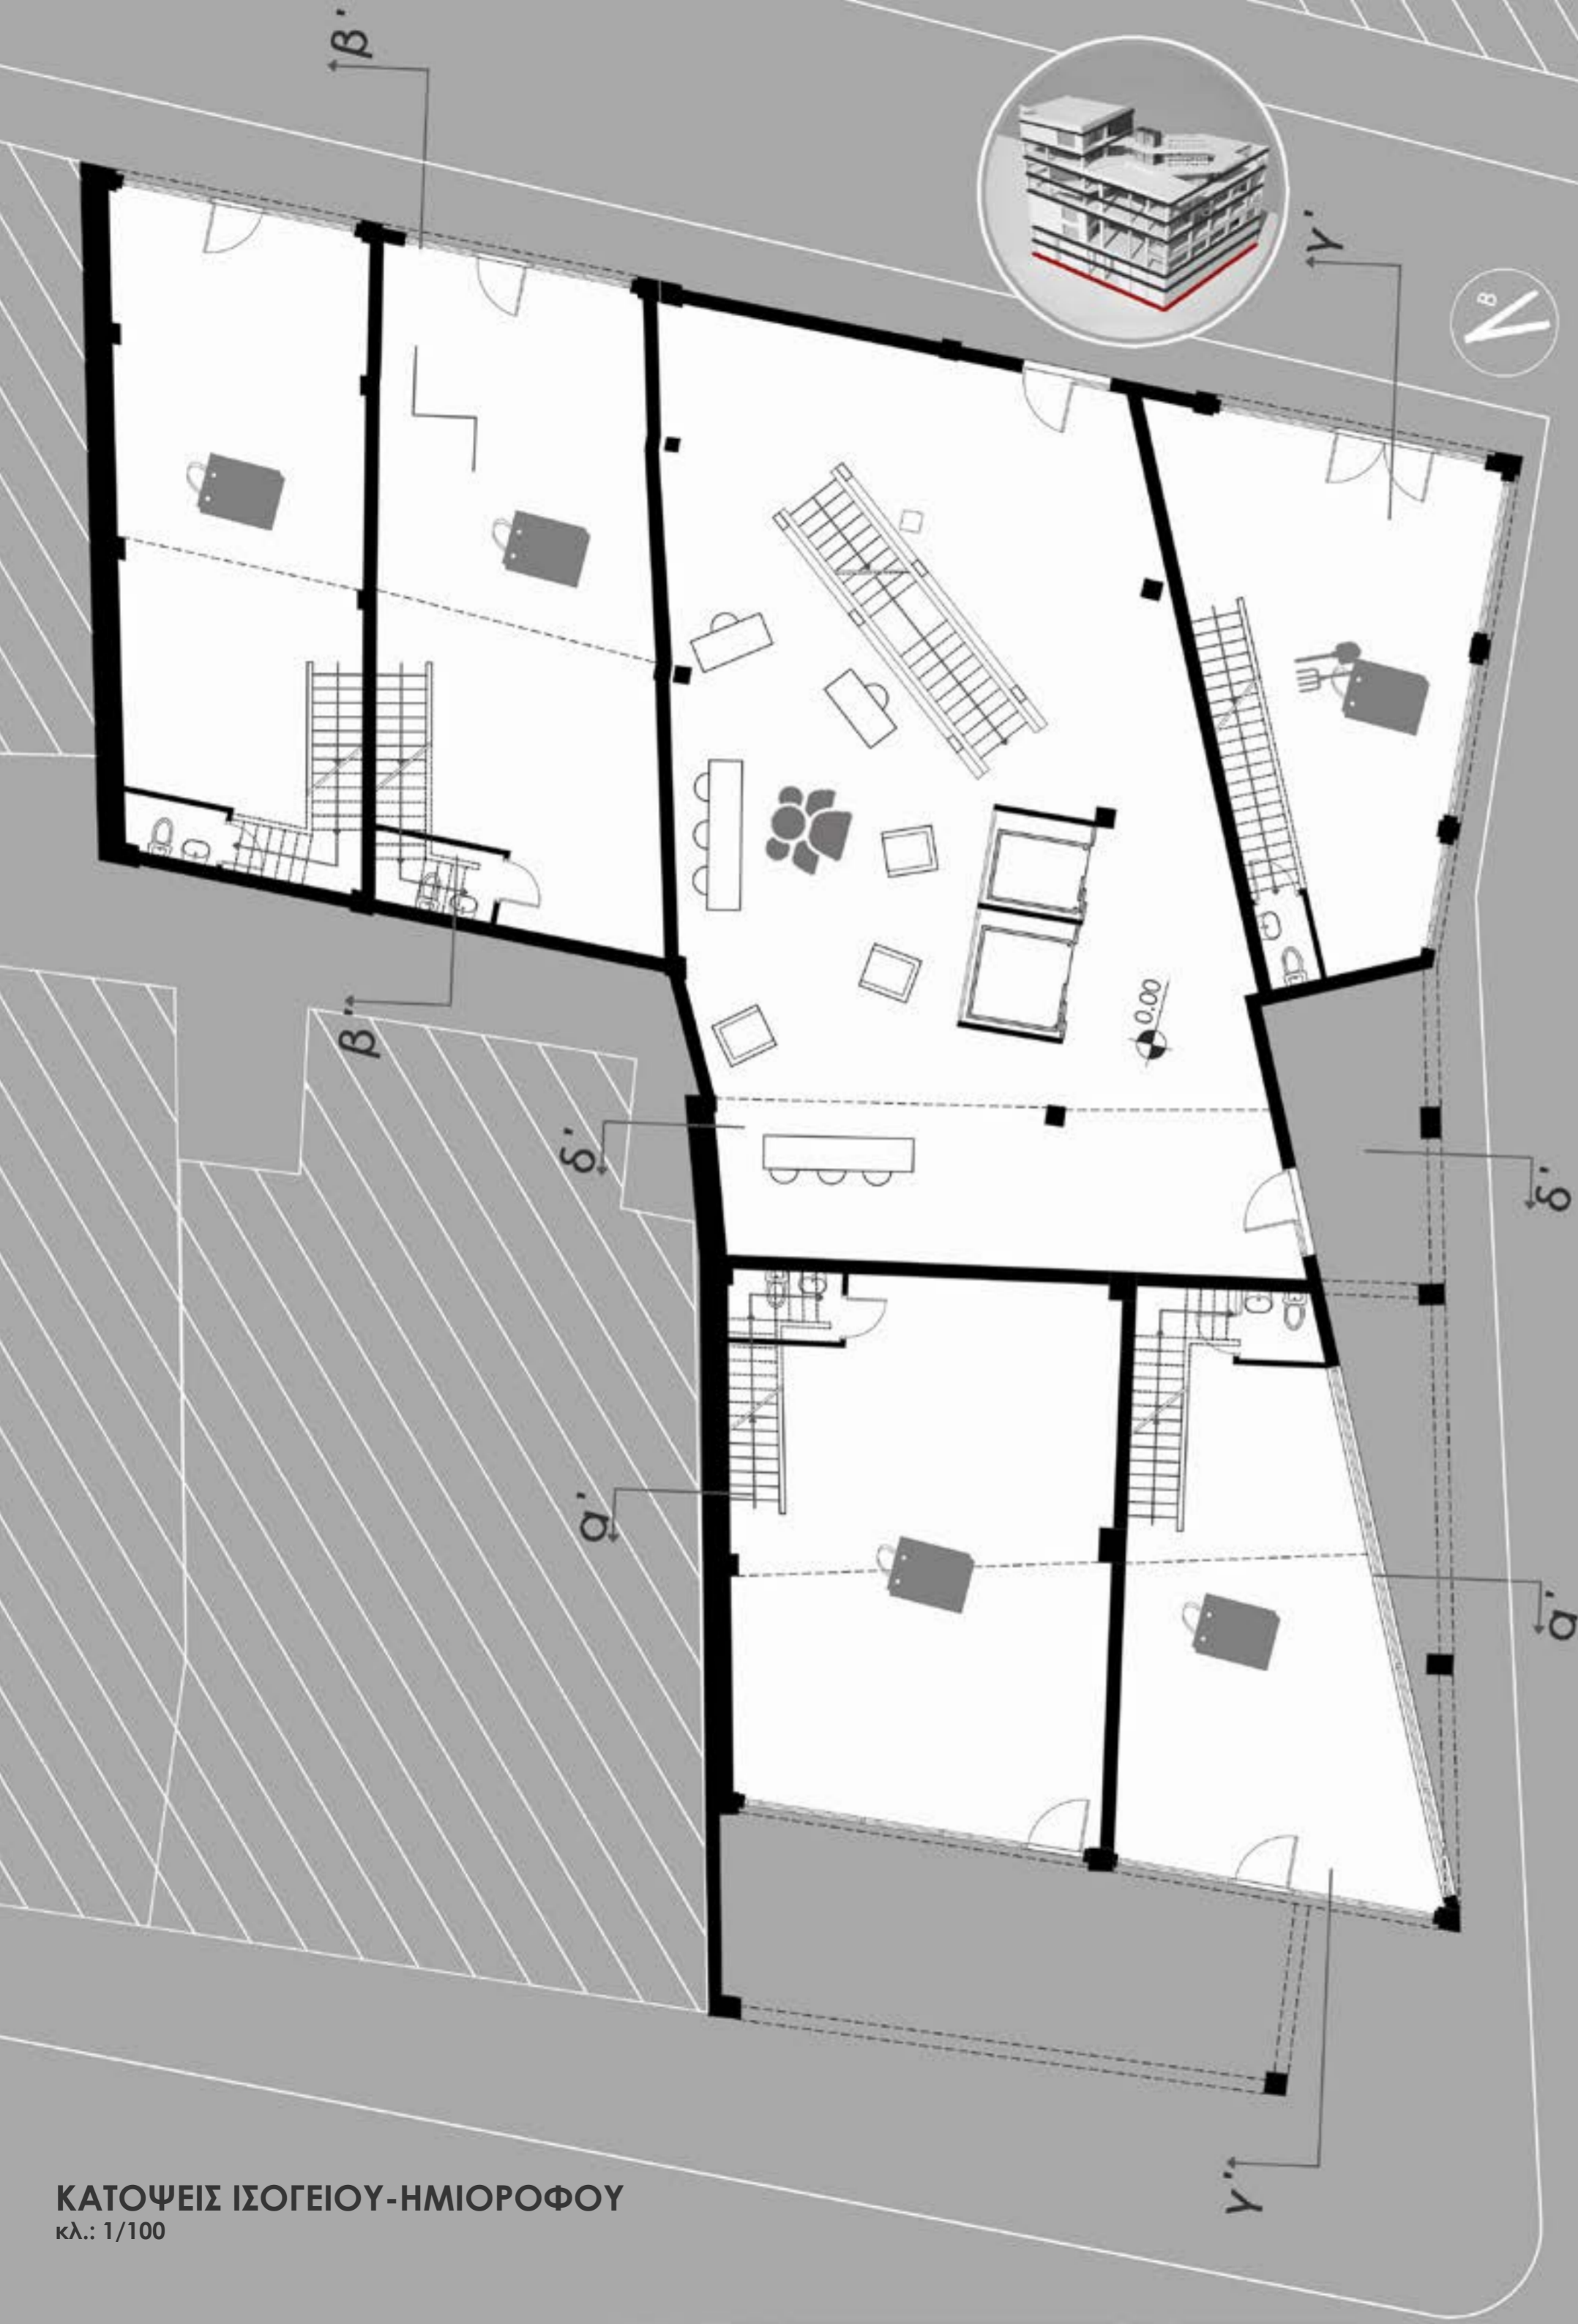 β'
γ'
B
β'
0.00
δ'
δ'
α'
α'
γ'
ΚΑΤΟΨΕΙΣ ΙΣΟΓΕΙΟΥ-ΗΜΙΟΡΟΦΟΥ
κλ.: 1/100